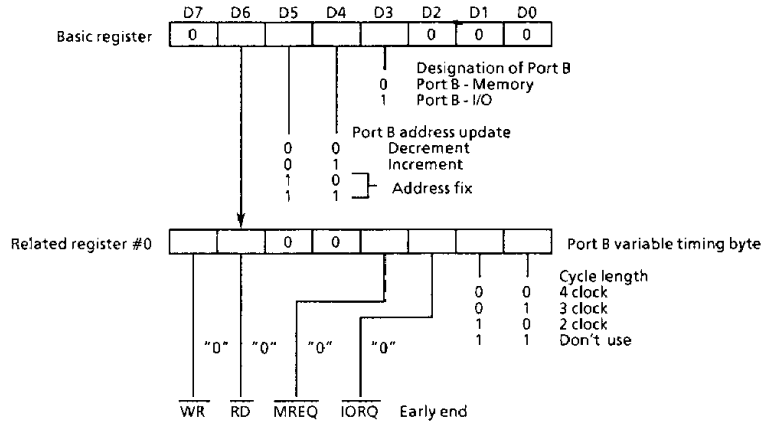 D7 D6 D5 D4 D3 D2 D1 D0
Basic register 0 0 0 0
Designation of Port B
0 Port B - Memory
1 Port B - I/O
Port B address update
0 0 Decrement
0 1 Increment
1 0
Address fix
1 1
Related register #0 0 0 Port B variable timing byte
Cycle length
0 0 4 clock
0 1 3 clock
1 0 2 clock
1 1 Don't use
"0" "0" "0" "0"
WR RD MREQ IORQ Early end